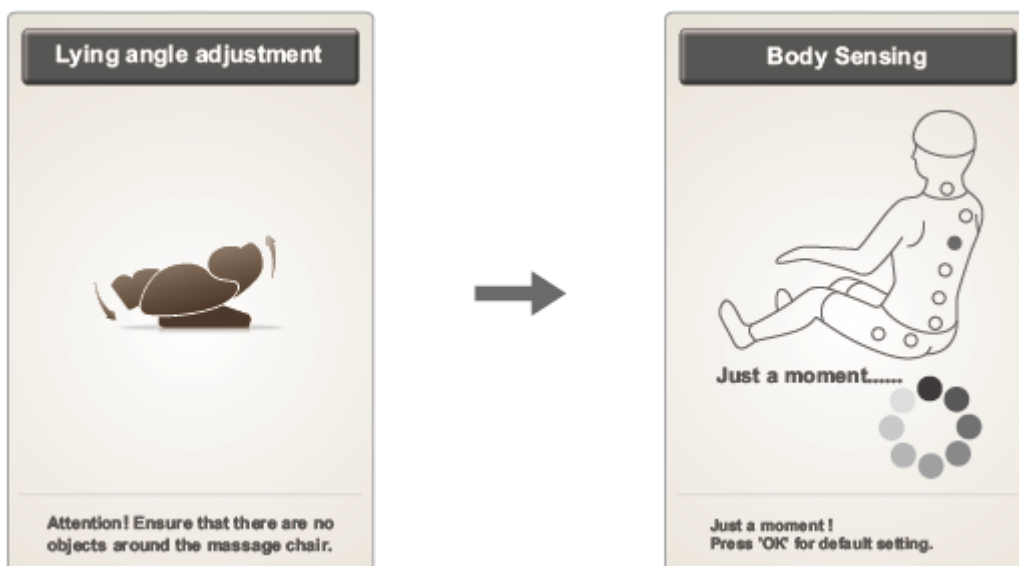 Lying angle adjustment
Attention! Ensure that there are no
objects around the massage chair.
Body Sensing
Just a moment......
Just a moment !
Press 'OK' for default setting.